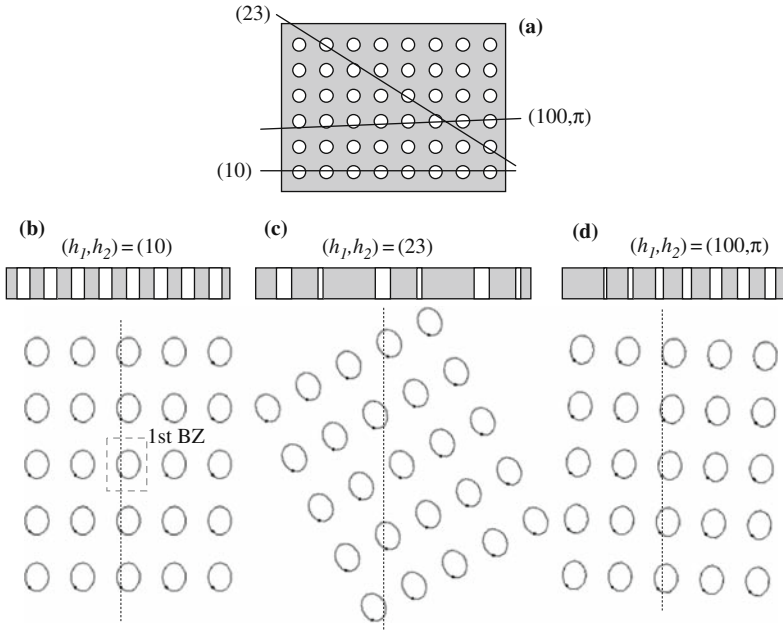 (23)
(a)
(100,π)
(10)
(b)
(c)
(d)
(h₁,h₂) = (10)
(h₁,h₂) = (23)
(h₁,h₂) = (100,π)
1st BZ